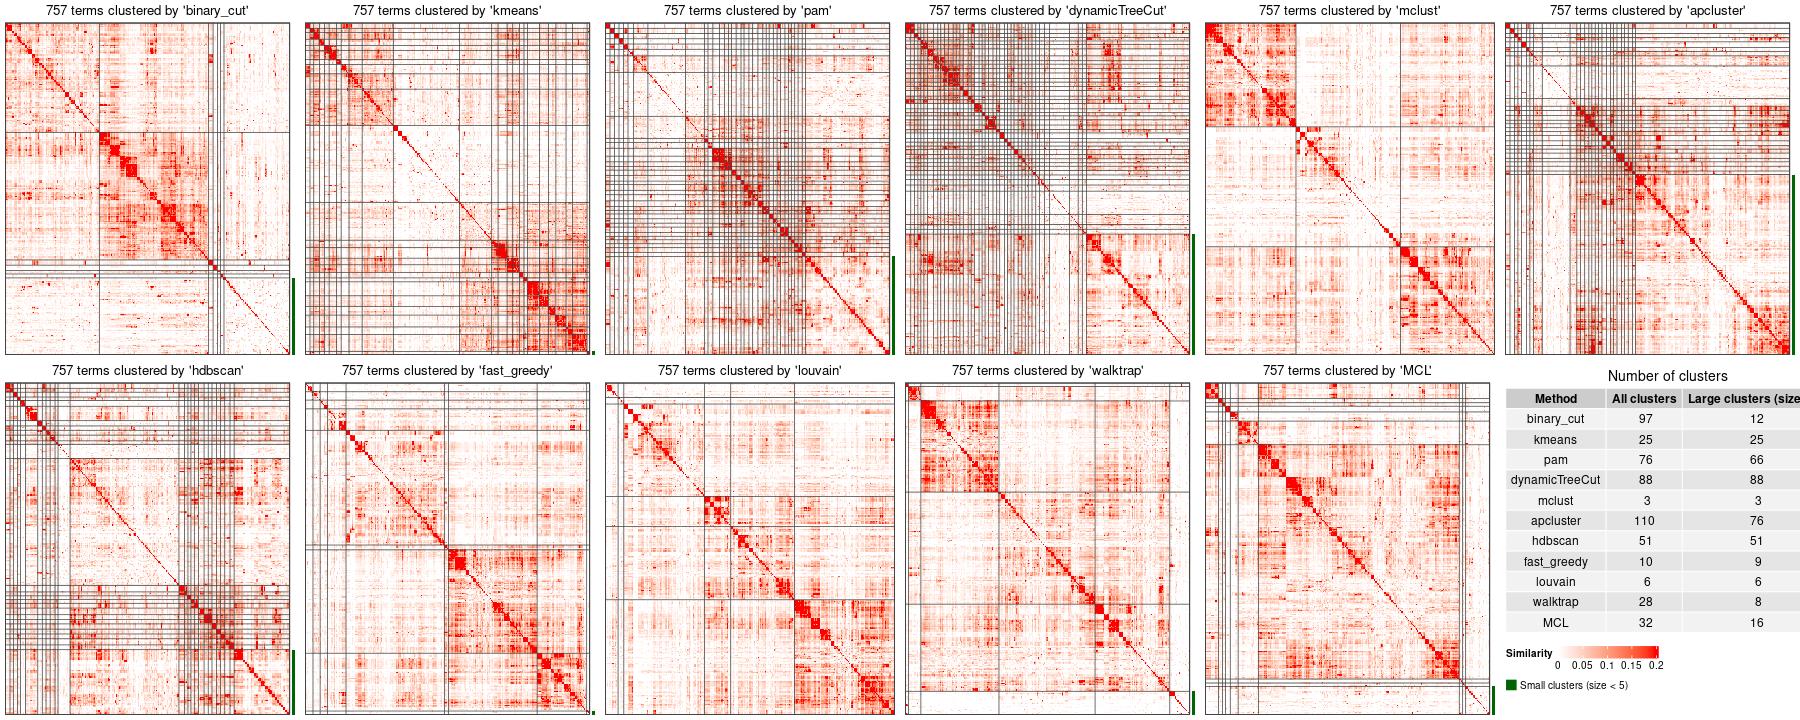 757 terms clustered by 'binary_cut'
757 terms clustered by 'kmeans'
757 terms clustered by 'pam'
757 terms clustered by 'dynamicTreeCut'
757 terms clustered by 'mclust'
757 terms clustered by 'apcluster'
757 terms clustered by 'hdbscan'
757 terms clustered by 'fast_greedy'
757 terms clustered by 'louvain'
757 terms clustered by 'walktrap'
757 terms clustered by 'MCL'
Number of clusters
Method All clusters Large clusters (size
binary_cut 97 12
kmeans 25 25
pam 76 66
dynamicTreeCut 88 88
mclust 3 3
apcluster 110 76
hdbscan 51 51
fast_greedy 10 9
louvain 6 6
walktrap 28 8
MCL 32 16
Similarity
0 0.05 0.1 0.15 0.2
Small clusters (size < 5)